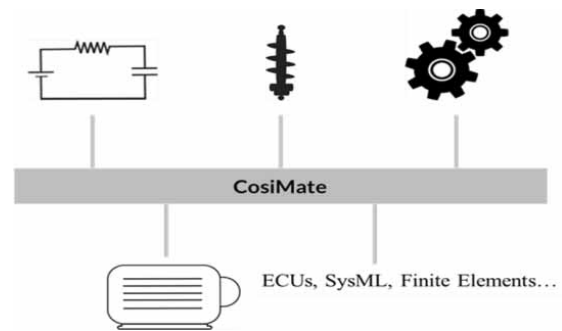 CosiMate
ECUs, SysML, Finite Elements…